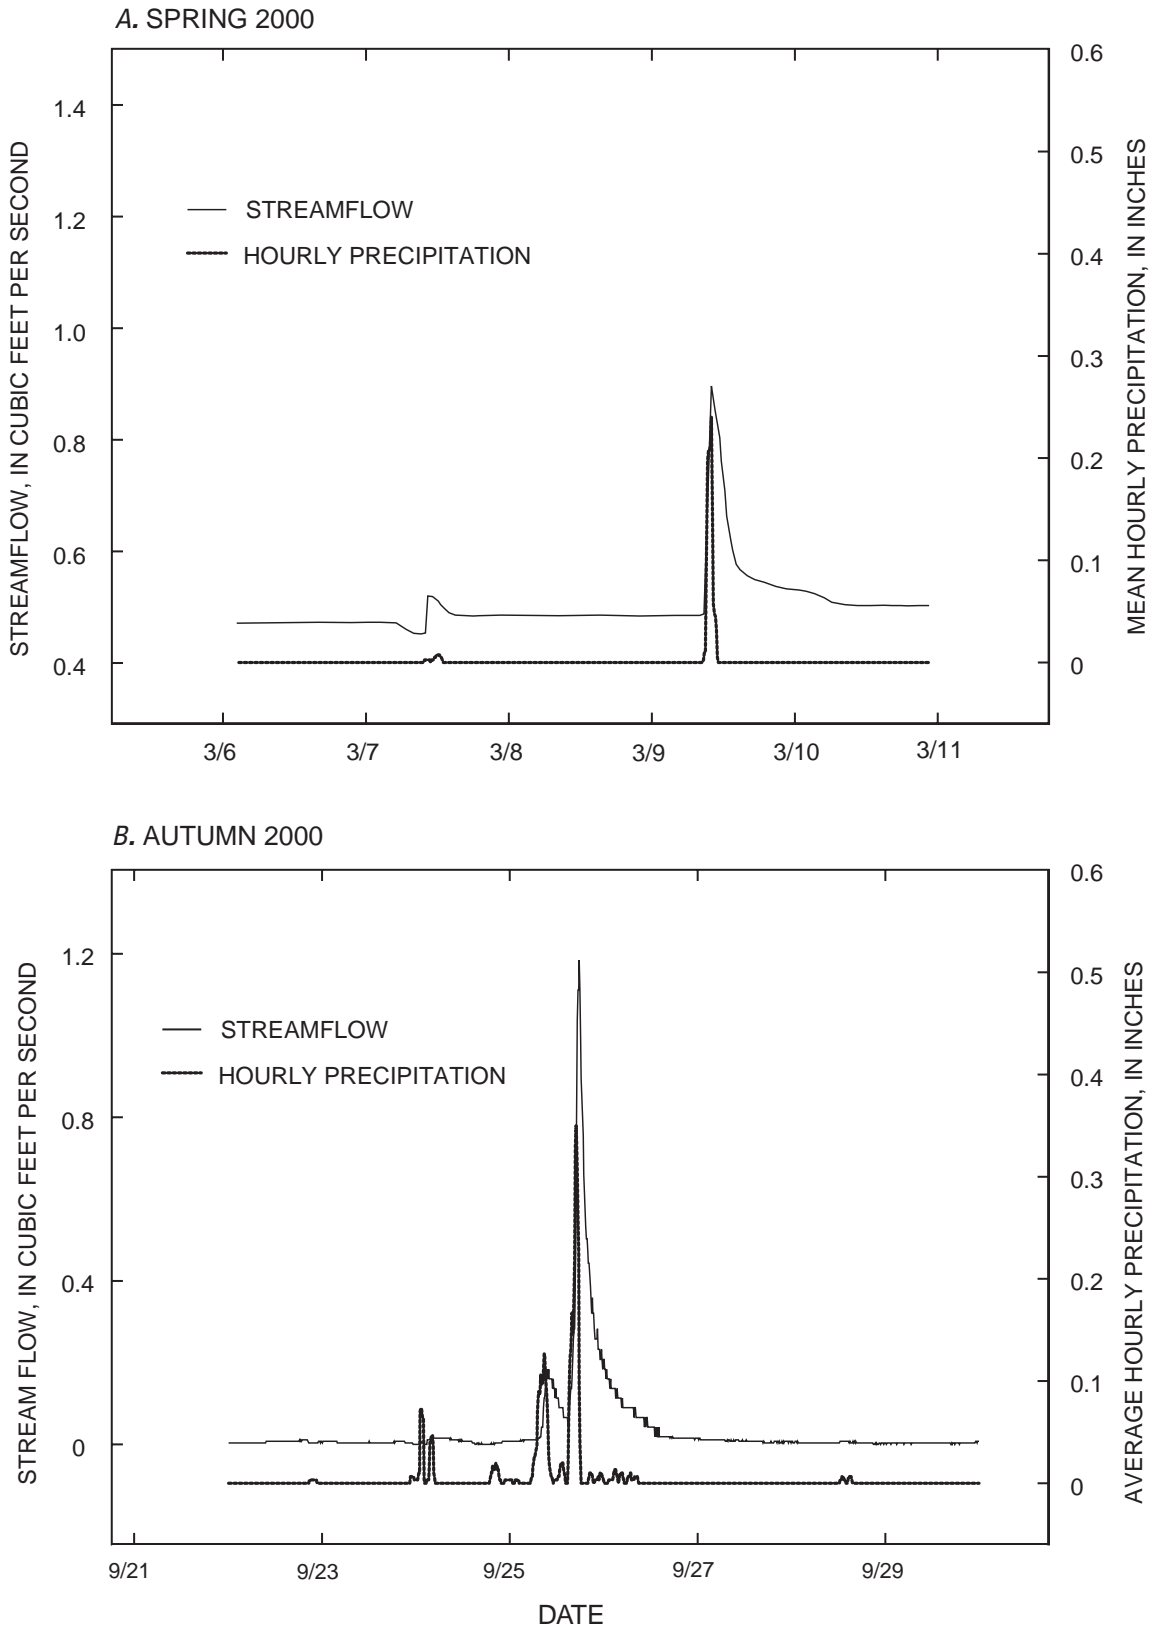 A. SPRING 2000
STREAMFLOW, IN CUBIC FEET PER SECOND
1.4
1.2
1.0
0.8
0.6
0.4
STREAMFLOW
HOURLY PRECIPITATION
0.6
0.5
0.4
0.3
0.2
0.1
0
MEAN HOURLY PRECIPITATION, IN INCHES
3/6 3/7 3/8 3/9 3/10 3/11
B. AUTUMN 2000
STREAM FLOW, IN CUBIC FEET PER SECOND
1.2
0.8
0.4
0
STREAMFLOW
HOURLY PRECIPITATION
0.6
0.5
0.4
0.3
0.2
0.1
0
AVERAGE HOURLY PRECIPITATION, IN INCHES
9/21 9/23 9/25 9/27 9/29
DATE